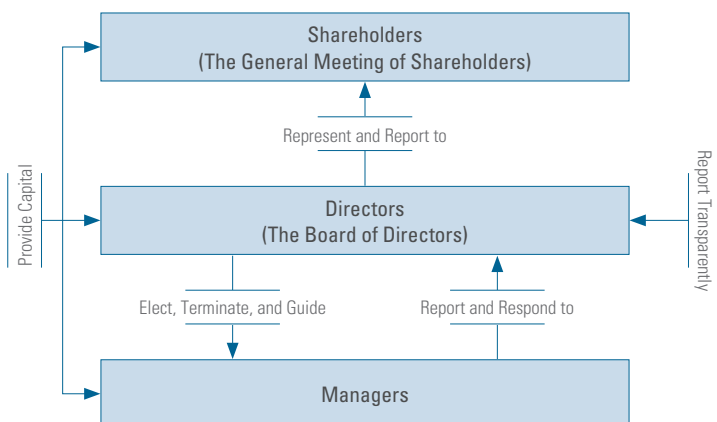 Shareholders
(The General Meeting of Shareholders)
Represent and Report to
Provide Capital
Directors
(The Board of Directors)
Report Transparently
Elect, Terminate, and Guide
Report and Respond to
Managers